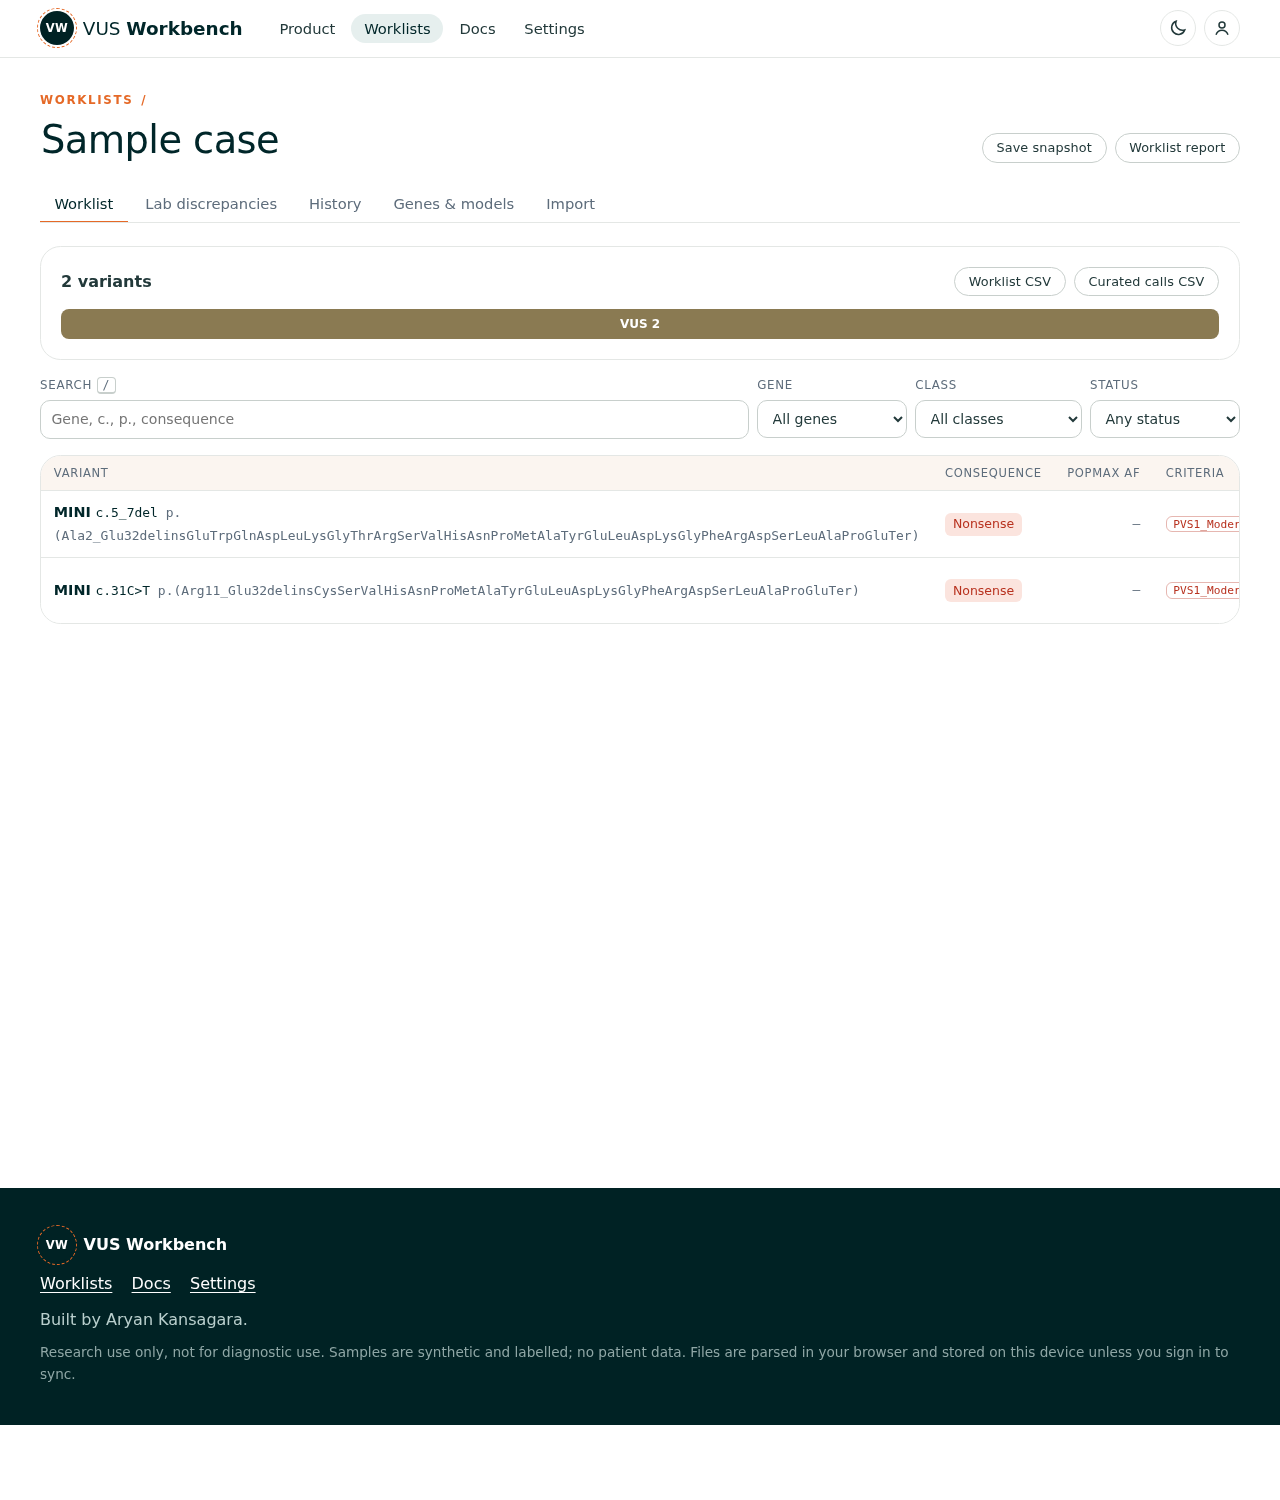 VW VUS Workbench Product Worklists Docs Settings
WORKLISTS /
Sample case
Save snapshot Worklist report
Worklist Lab discrepancies History Genes & models Import
2 variants Worklist CSV Curated calls CSV
VUS 2
SEARCH / GENE CLASS STATUS
Gene, c., p., consequence All genes All classes Any status
VARIANT CONSEQUENCE POPMAX AF CRITERIA
MINI c.5_7del p.
(Ala2_Glu32delinsGluTrpGlnAspLeuLysGlyThrArgSerValHisAsnProMetAlaTyrGluLeuAspLysGlyPheArgAspSerLeuAlaProGluTer) Nonsense – PVS1_Moder
MINI c.31C>T p.(Arg11_Glu32delinsCysSerValHisAsnProMetAlaTyrGluLeuAspLysGlyPheArgAspSerLeuAlaProGluTer) Nonsense – PVS1_Moder
VW VUS Workbench
Worklists Docs Settings
Built by Aryan Kansagara.
Research use only, not for diagnostic use. Samples are synthetic and labelled; no patient data. Files are parsed in your browser and stored on this device unless you sign in to
sync.